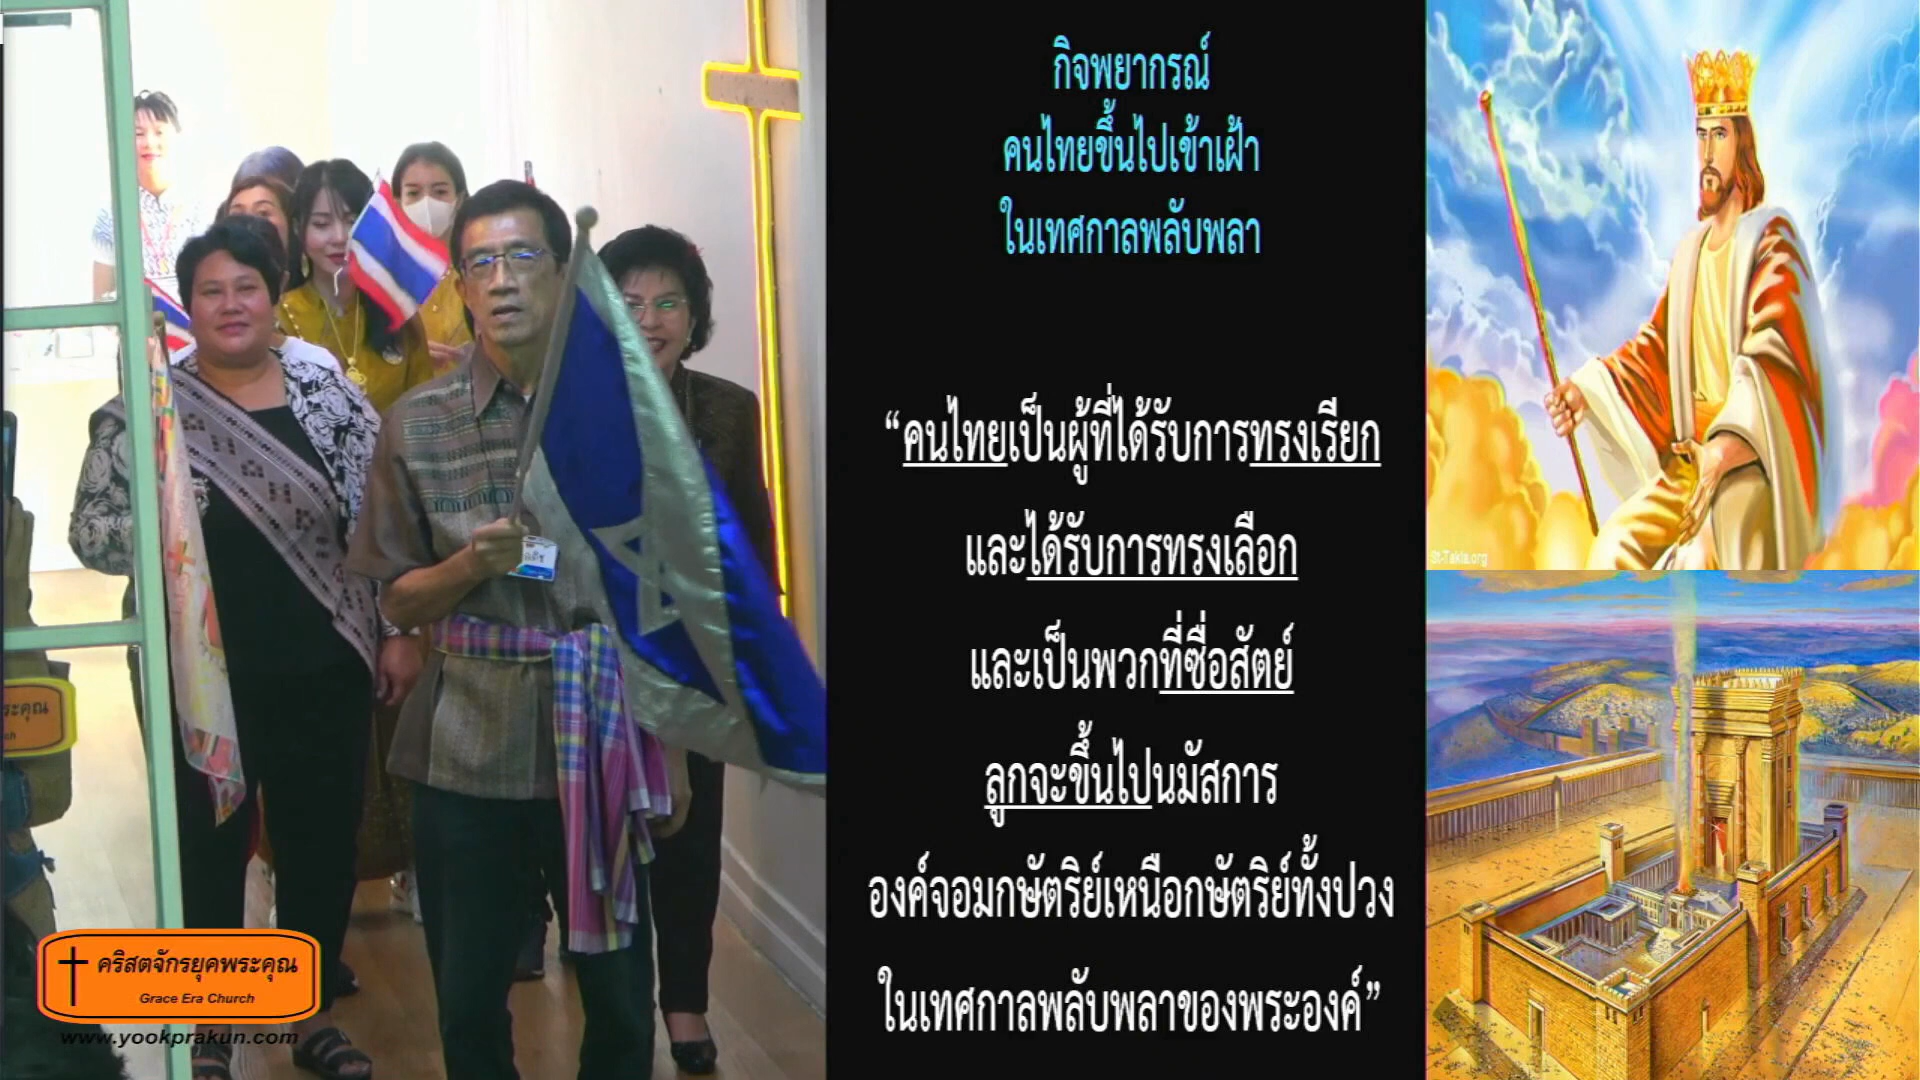 กิจพยากรณ์
คนไทยขึ้นไปเข้าเฝ้า
ในเทศกาลพลับพลา
“คนไทยเป็นผู้ที่ได้รับการทรงเรียก
และได้รับการทรงเลือก
และเป็นพวกที่ซื่อสัตย์
ลูกจะขึ้นไปนมัสการ
องค์จอมกษัตริย์เหนือกษัตริย์ทั้งปวง
ในเทศกาลพลับพลาของพระองค์”
St-Takla.org
คริสตจักรยุคพระคุณ
Grace Era Church
www.yookprakun.com